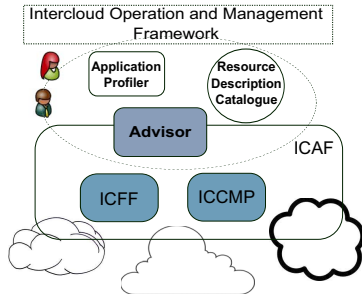 Intercloud Operation and Management
Framework
Application
Profiler
Resource
Description
Catalogue
Advisor
ICAF
ICFF
ICCMP